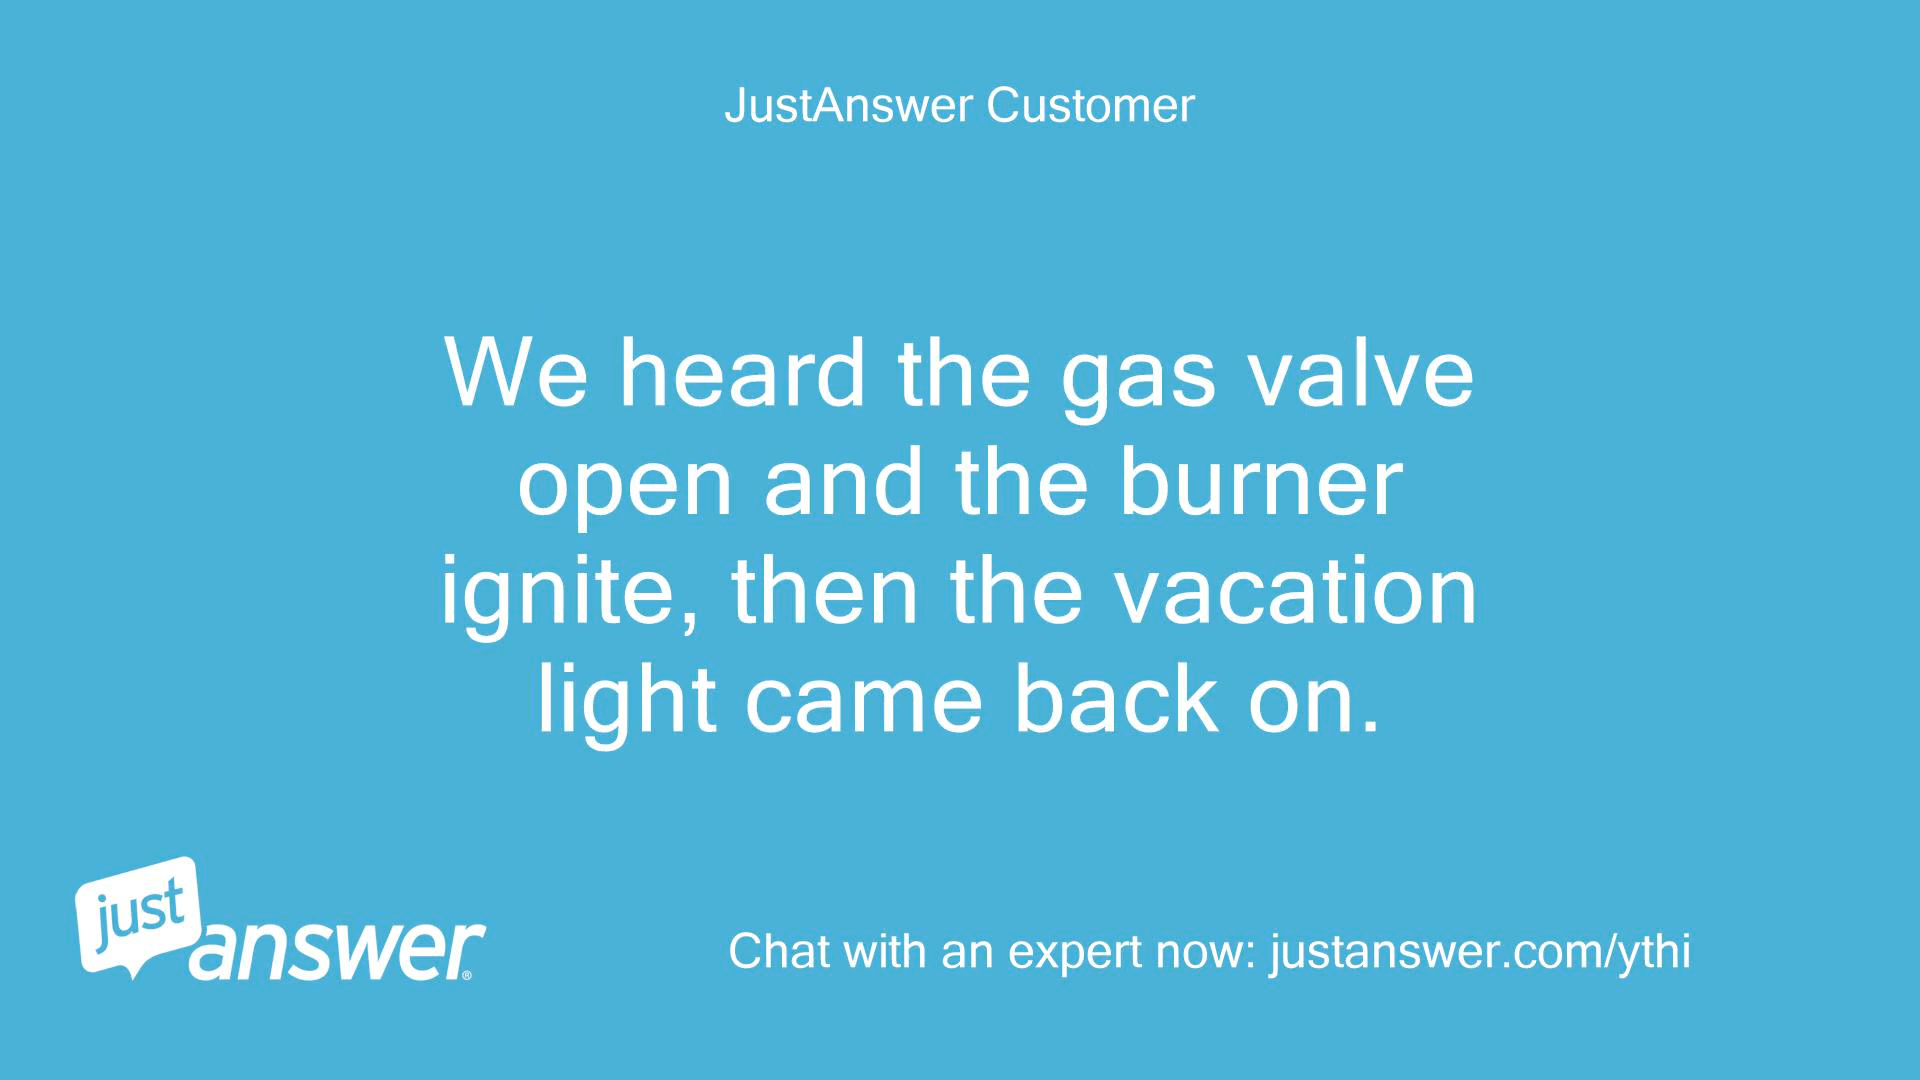 JustAnswer Customer
We heard the gas valve
open and the burner
ignite, then the vacation
light came back on.
just
answer®
Chat with an expert now: justanswer.com/ythi